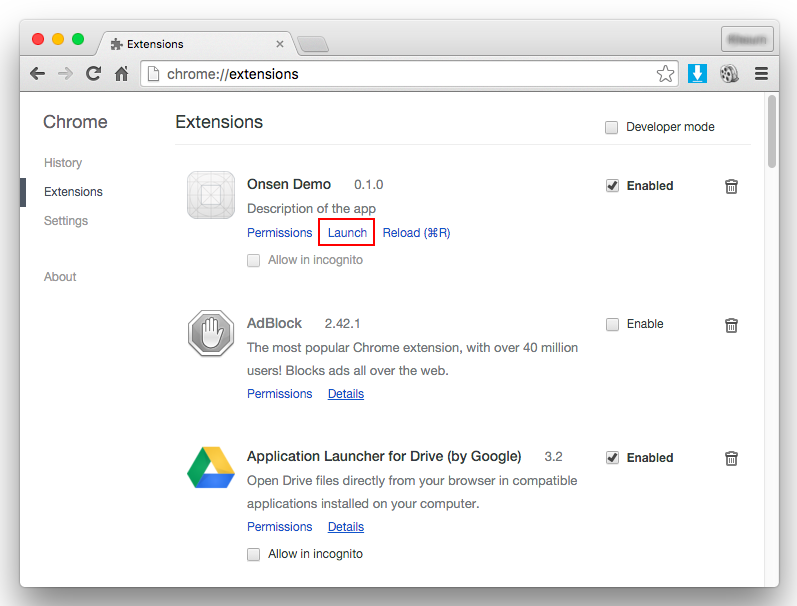 Extensions
chrome://extensions
Chrome
Extensions
Developer mode
History
Extensions
Settings
About
Onsen Demo 0.1.0
Enabled
Description of the app
Permissions Launch Reload (⌘R)
Allow in incognito
AdBlock 2.42.1
Enable
The most popular Chrome extension, with over 40 million
users! Blocks ads all over the web.
Permissions Details
Application Launcher for Drive (by Google) 3.2
Enabled
Open Drive files directly from your browser in compatible
applications installed on your computer.
Permissions Details
Allow in incognito